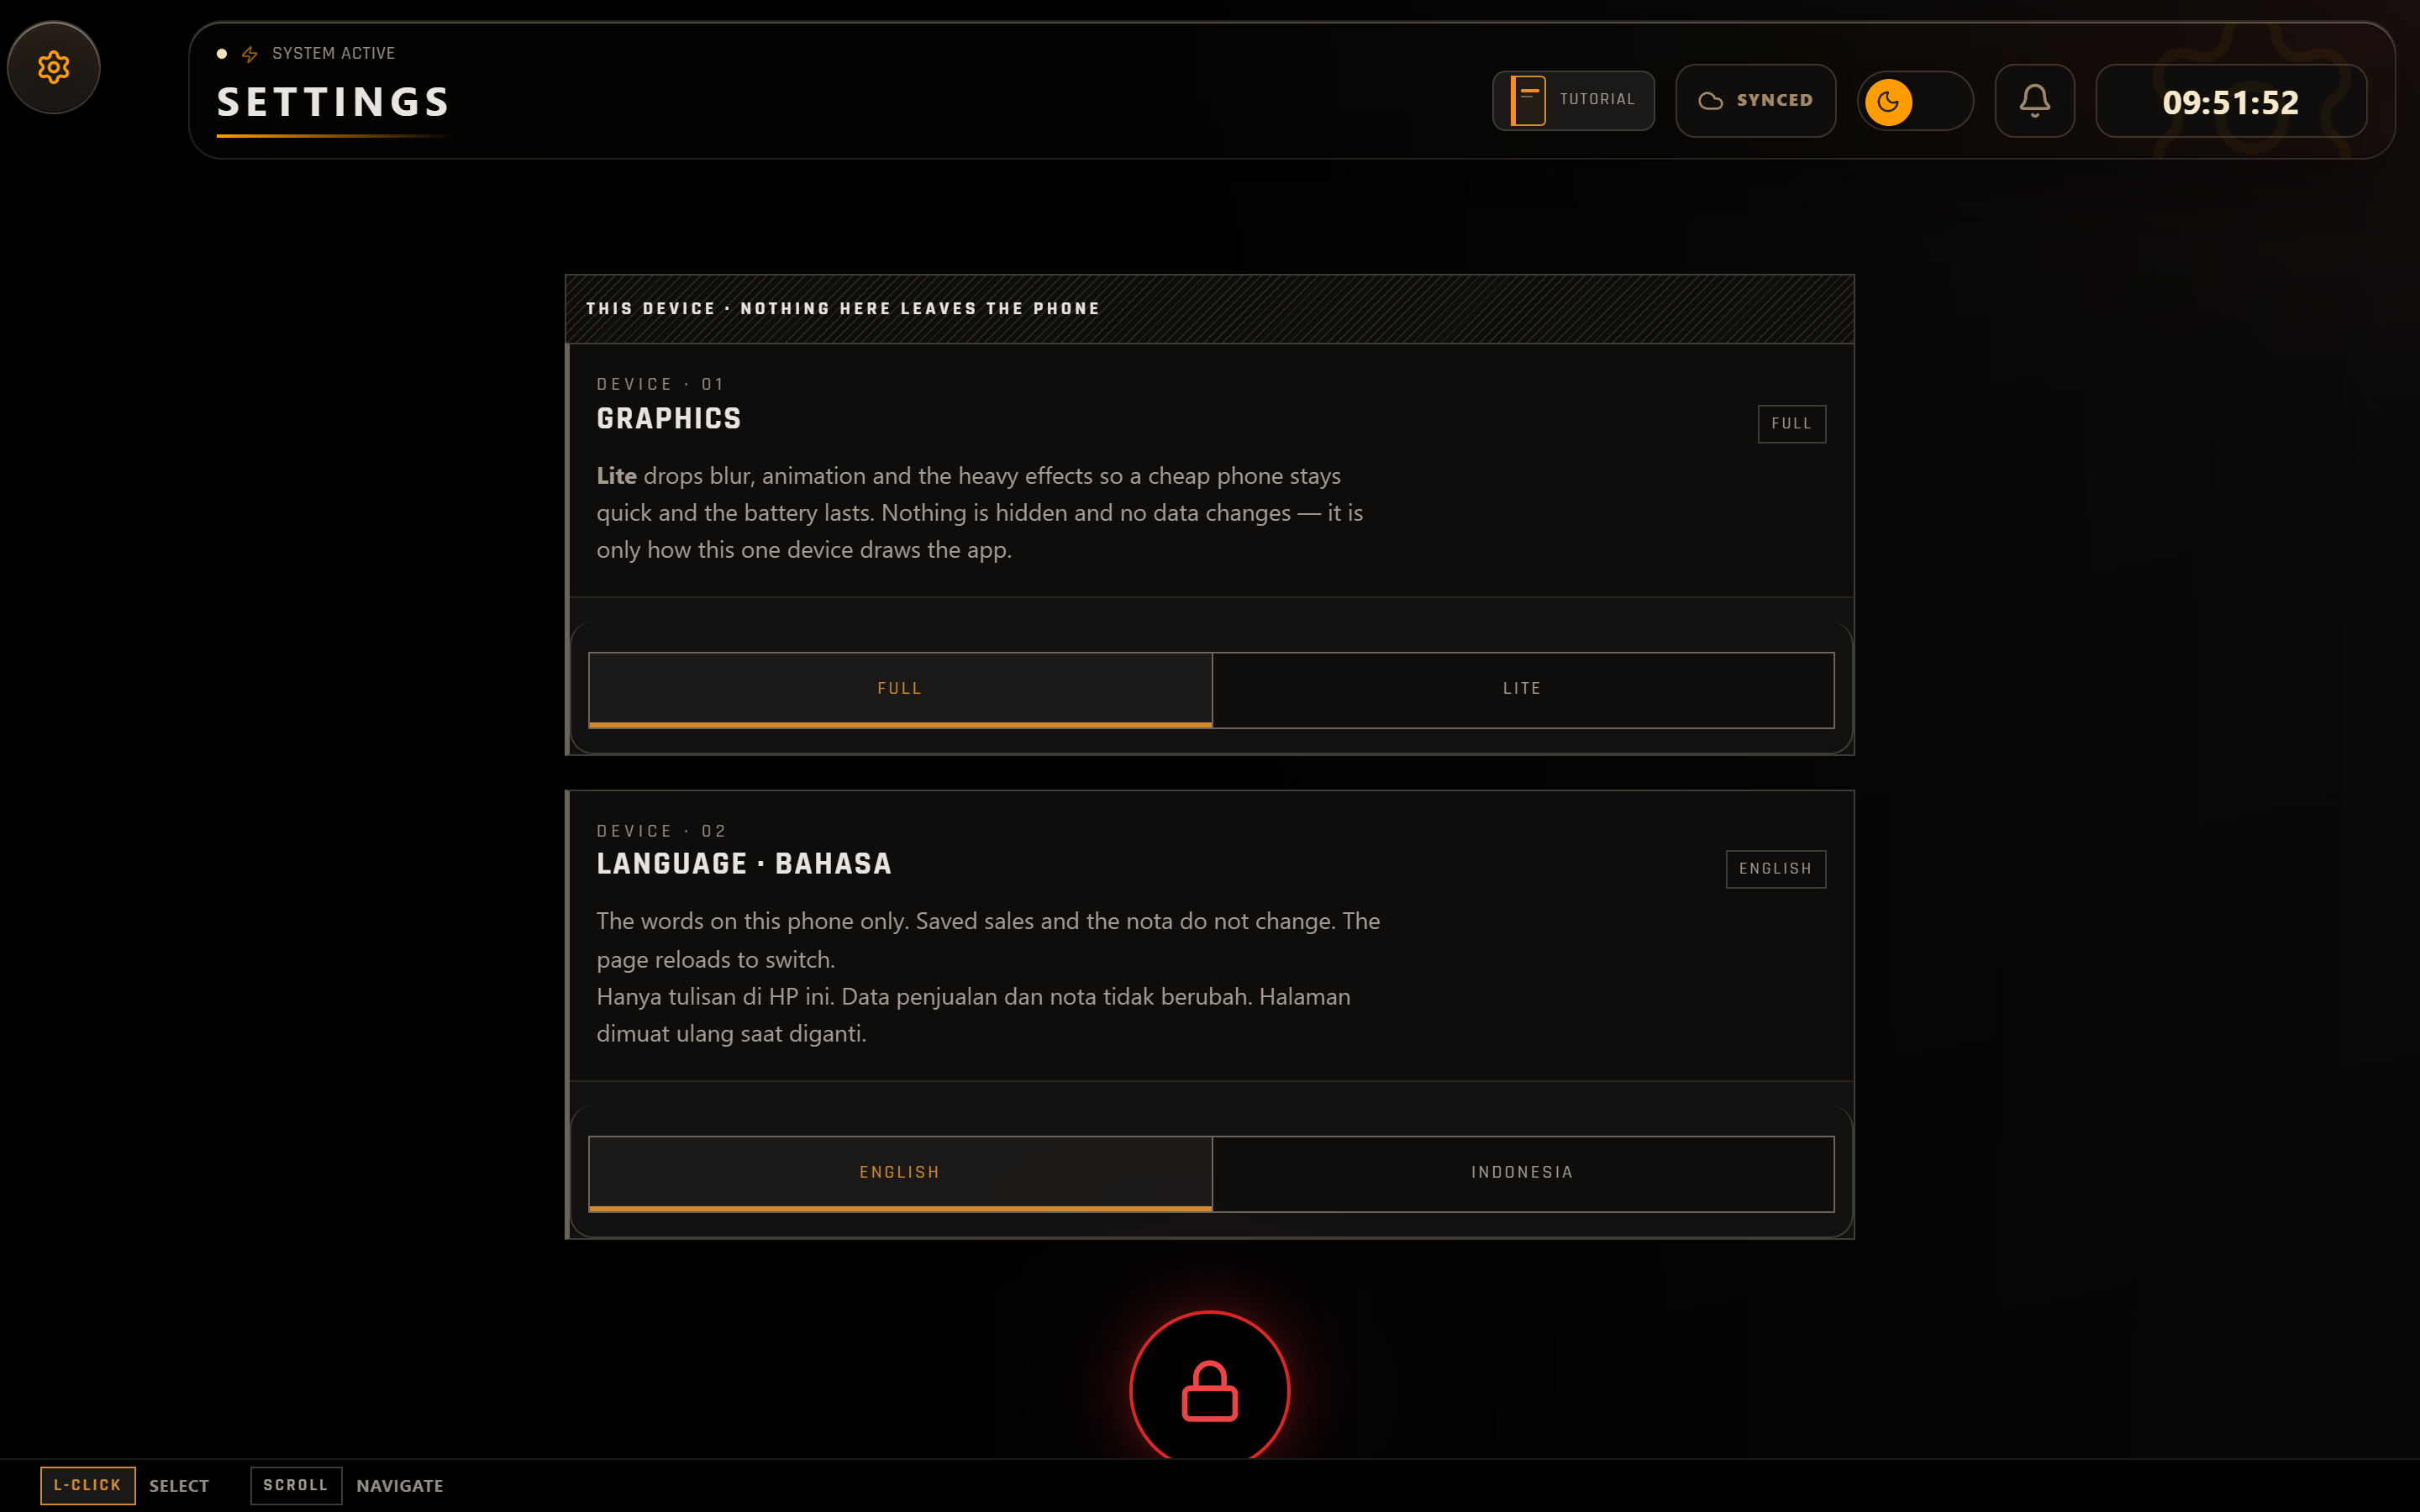 SYSTEM ACTIVE
SETTINGS
TUTORIAL
SYNCED
09:51:52
THIS DEVICE · NOTHING HERE LEAVES THE PHONE
DEVICE · 01
GRAPHICS
FULL
Lite drops blur, animation and the heavy effects so a cheap phone stays
quick and the battery lasts. Nothing is hidden and no data changes — it is
only how this one device draws the app.
FULL
LITE
DEVICE · 02
LANGUAGE · BAHASA
ENGLISH
The words on this phone only. Saved sales and the nota do not change. The
page reloads to switch.
Hanya tulisan di HP ini. Data penjualan dan nota tidak berubah. Halaman
dimuat ulang saat diganti.
ENGLISH
INDONESIA
L-CLICK SELECT SCROLL NAVIGATE